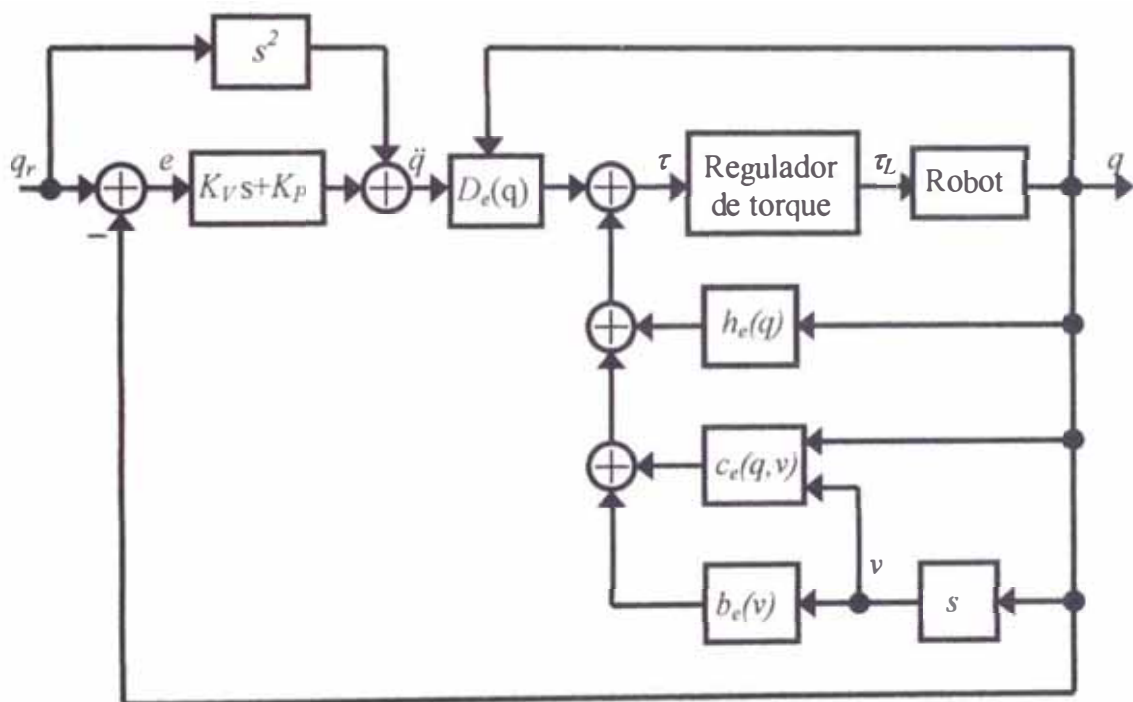 s²
q_r
e
K_V s+K_P
q̈
D_e(q)
τ
Regulador
de torque
τ_L
Robot
q
−
h_e(q)
c_e(q,v)
v
b_e(v)
s